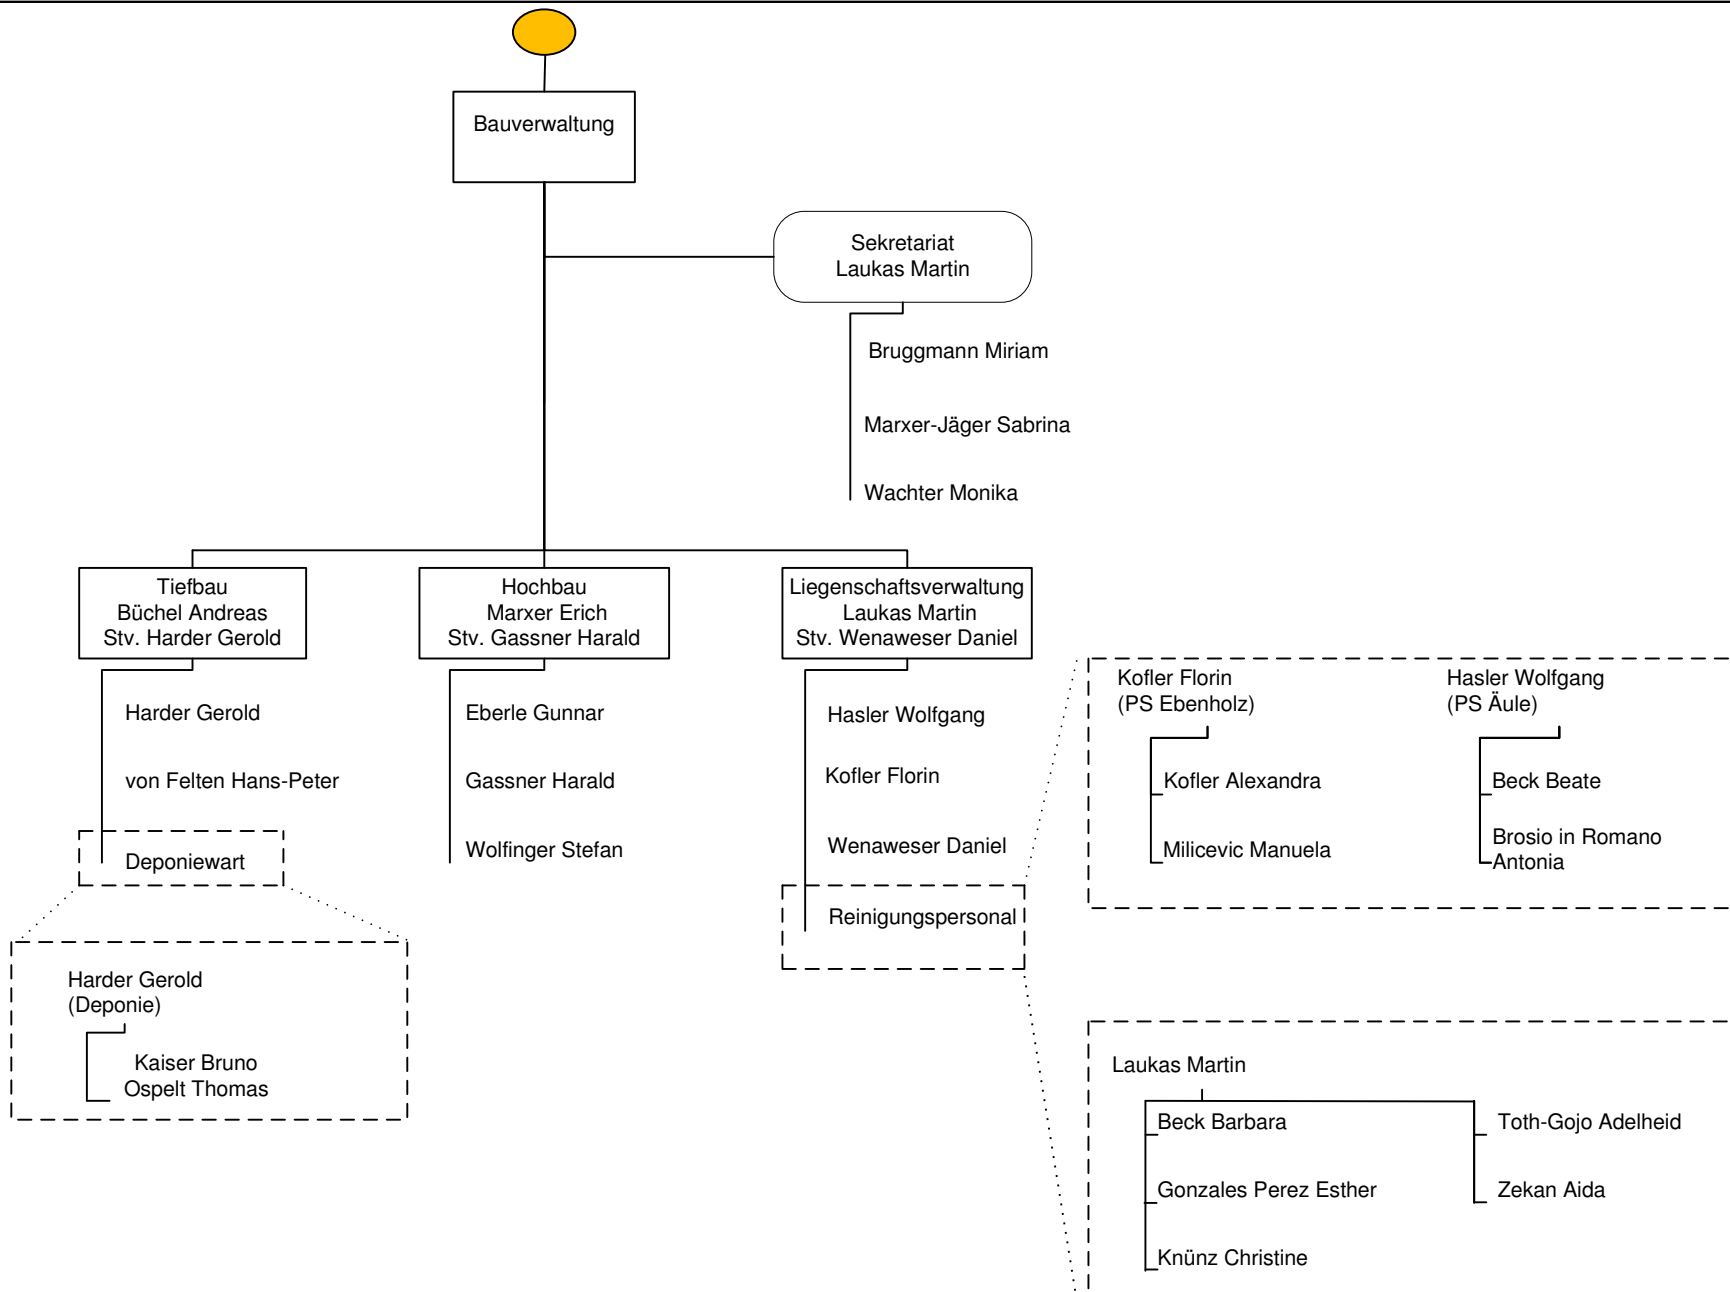 Bauverwaltung
Sekretariat
Laukas Martin
Bruggmann Miriam
Marxer-Jäger Sabrina
Wachter Monika
Tiefbau
Büchel Andreas
Stv. Harder Gerold
Harder Gerold
von Felten Hans-Peter
Deponiewart
Harder Gerold
(Deponie)
Kaiser Bruno
Ospelt Thomas
Hochbau
Marxer Erich
Stv. Gassner Harald
Eberle Gunnar
Gassner Harald
Wolfinger Stefan
Liegenschaftsverwaltung
Laukas Martin
Stv. Wenaweser Daniel
Hasler Wolfgang
Kofler Florin
Wenaweser Daniel
Reinigungspersonal
Kofler Florin
(PS Ebenholz)
Kofler Alexandra
Milicevic Manuela
Hasler Wolfgang
(PS Äule)
Beck Beate
Brosio in Romano
Antonia
Laukas Martin
Beck Barbara
Gonzales Perez Esther
Knünz Christine
Toth-Gojo Adelheid
Zekan Aida